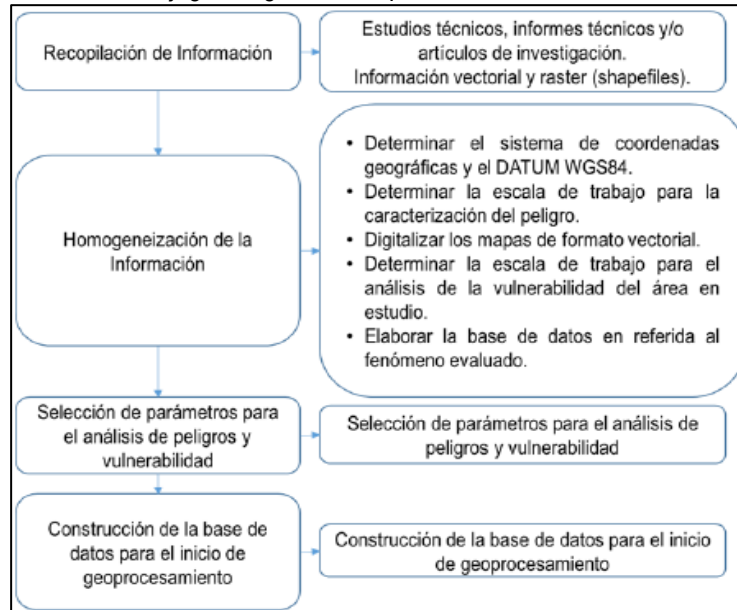 Recopilación de Información
Estudios técnicos, informes técnicos y/o
artículos de investigación.
Información vectorial y raster (shapefiles).
Homogeneización de la
Información
• Determinar el sistema de coordenadas
geográficas y el DATUM WGS84.
• Determinar la escala de trabajo para la
caracterización del peligro.
• Digitalizar los mapas de formato vectorial.
• Determinar la escala de trabajo para el
análisis de la vulnerabilidad del área en
estudio.
• Elaborar la base de datos en referida al
fenómeno evaluado.
Selección de parámetros para
el análisis de peligros y
vulnerabilidad
Selección de parámetros para el análisis de
peligros y vulnerabilidad
Construcción de la base de
datos para el inicio de
geoprocesamiento
Construcción de la base de datos para el inicio
de geoprocesamiento